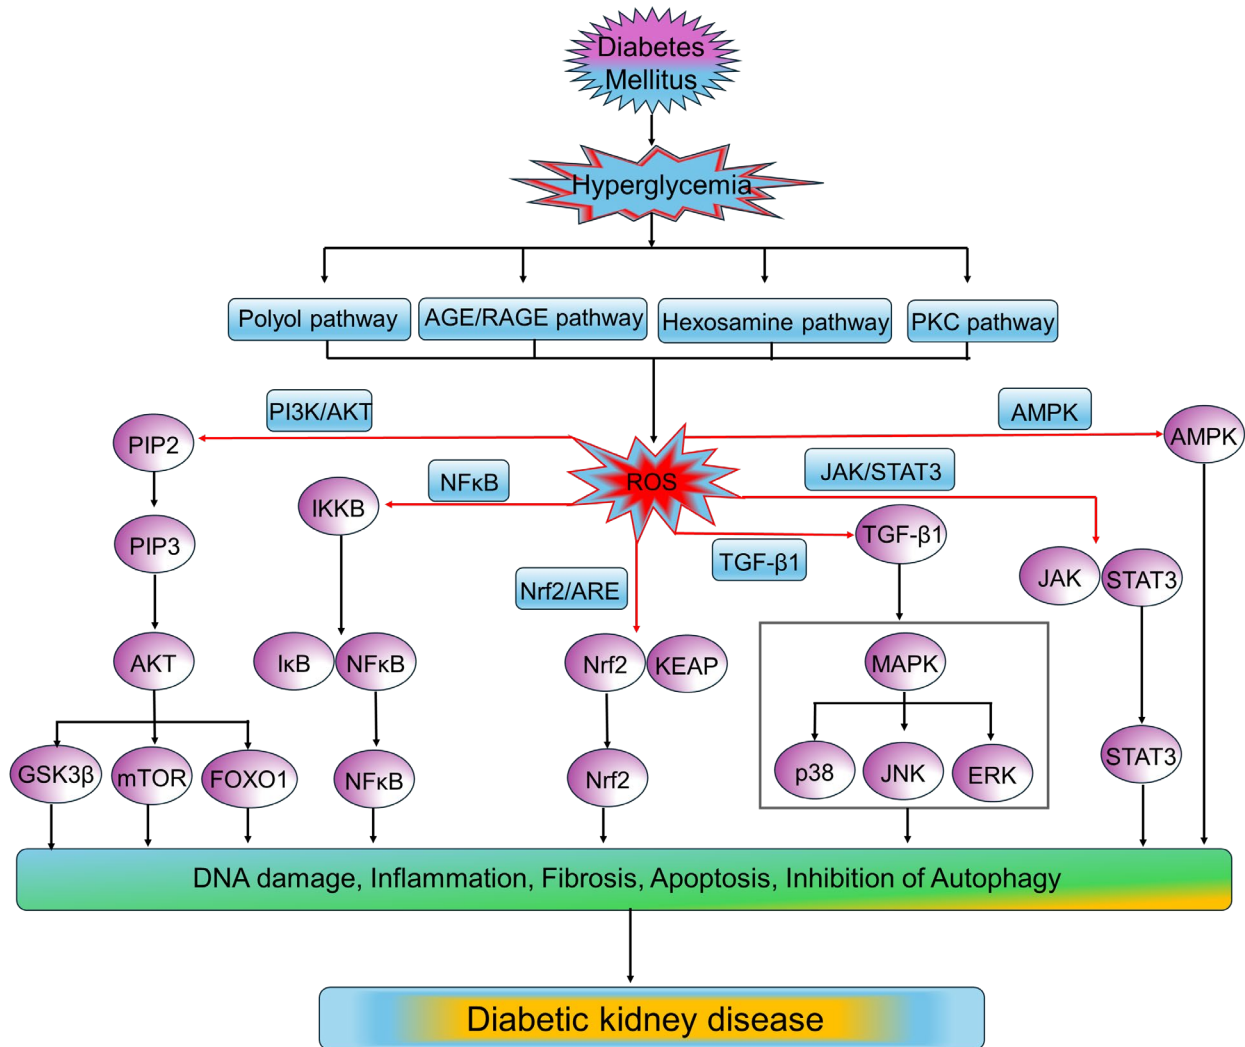 Diabetes
Mellitus
Hyperglycemia
Polyol pathway
AGE/RAGE pathway
Hexosamine pathway
PKC pathway
PI3K/AKT
AMPK
PIP2
AMPK
NFκB
ROS
JAK/STAT3
IKKB
PIP3
TGF-β1
TGF-β1
Nrf2/ARE
JAK
STAT3
AKT
IκB
NFκB
Nrf2
KEAP
MAPK
GSK3β
mTOR
FOXO1
NFκB
Nrf2
p38
JNK
ERK
STAT3
DNA damage, Inflammation, Fibrosis, Apoptosis, Inhibition of Autophagy
Diabetic kidney disease